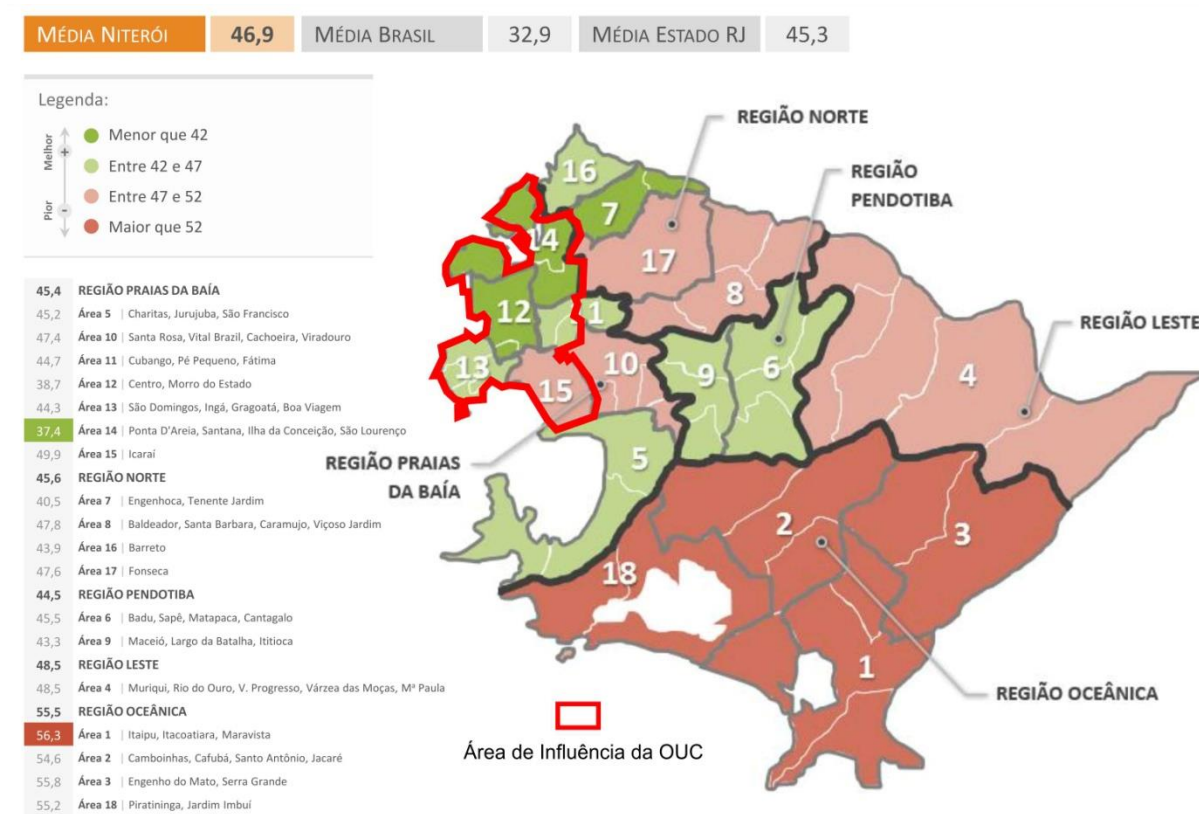 MÉDIA NITERÓI 46,9 MÉDIA BRASIL 32,9 MÉDIA ESTADO RJ 45,3
Legenda:
Melhor
+
Pior
-
Menor que 42
Entre 42 e 47
Entre 47 e 52
Maior que 52
45,4 REGIÃO PRAIAS DA BAÍA
45,2 Área 5 | Charitas, Jurujuba, São Francisco
47,4 Área 10 | Santa Rosa, Vital Brazil, Cachoeira, Viradouro
44,7 Área 11 | Cubango, Pé Pequeno, Fátima
38,7 Área 12 | Centro, Morro do Estado
44,3 Área 13 | São Domingos, Ingá, Gragoatá, Boa Viagem
37,4 Área 14 | Ponta D'Areia, Santana, Ilha da Conceição, São Lourenço
49,9 Área 15 | Icaraí
45,6 REGIÃO NORTE
40,5 Área 7 | Engenhoca, Tenente Jardim
47,8 Área 8 | Baldeador, Santa Barbara, Caramujo, Viçoso Jardim
43,9 Área 16 | Barreto
47,6 Área 17 | Fonseca
44,5 REGIÃO PENDOTIBA
45,5 Área 6 | Badu, Sapê, Matapaca, Cantagalo
43,3 Área 9 | Maceió, Largo da Batalha, Ititioca
48,5 REGIÃO LESTE
48,5 Área 4 | Muriqui, Rio do Ouro, V. Progresso, Várzea das Moças, Mª Paula
55,5 REGIÃO OCEÂNICA
56,3 Área 1 | Itaipu, Itacoatiara, Maravista
54,6 Área 2 | Camboinhas, Cafubá, Santo Antônio, Jacaré
55,8 Área 3 | Engenho do Mato, Serra Grande
55,2 Área 18 | Piratininga, Jardim Imbuí
REGIÃO NORTE
REGIÃO
PENDOTIBA
REGIÃO LESTE
REGIÃO PRAIAS
DA BAÍA
REGIÃO OCEÂNICA
16
7
14
17
12
8
13
15
10
9
6
4
5
2
3
18
1
Área de Influência da OUC